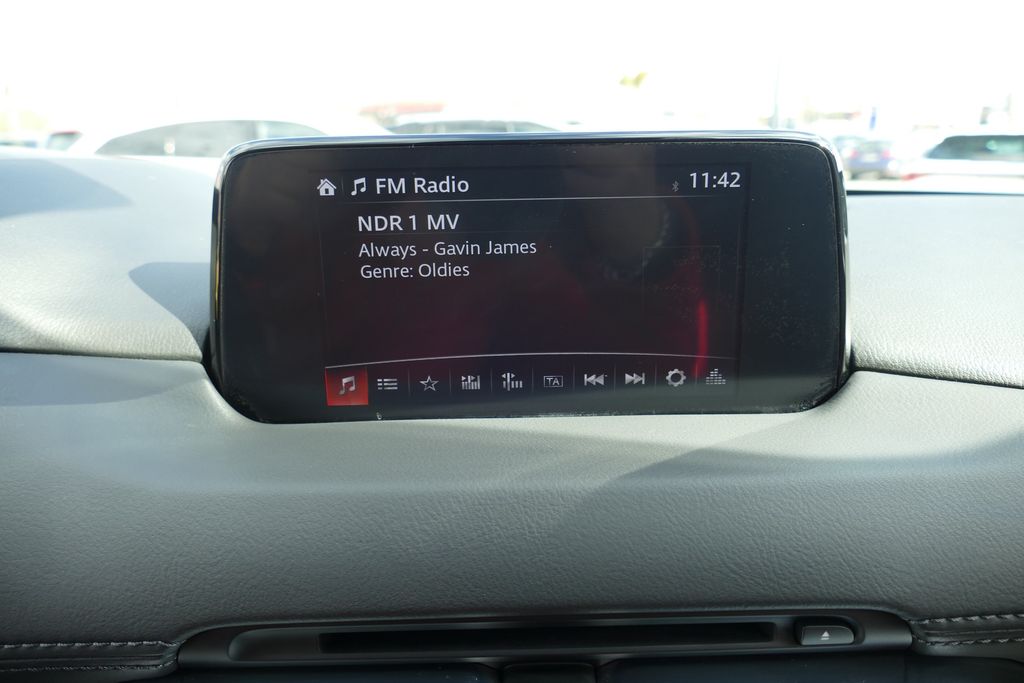 FM Radio 11:42
NDR 1 MV
Always - Gavin James
Genre: Oldies
TA